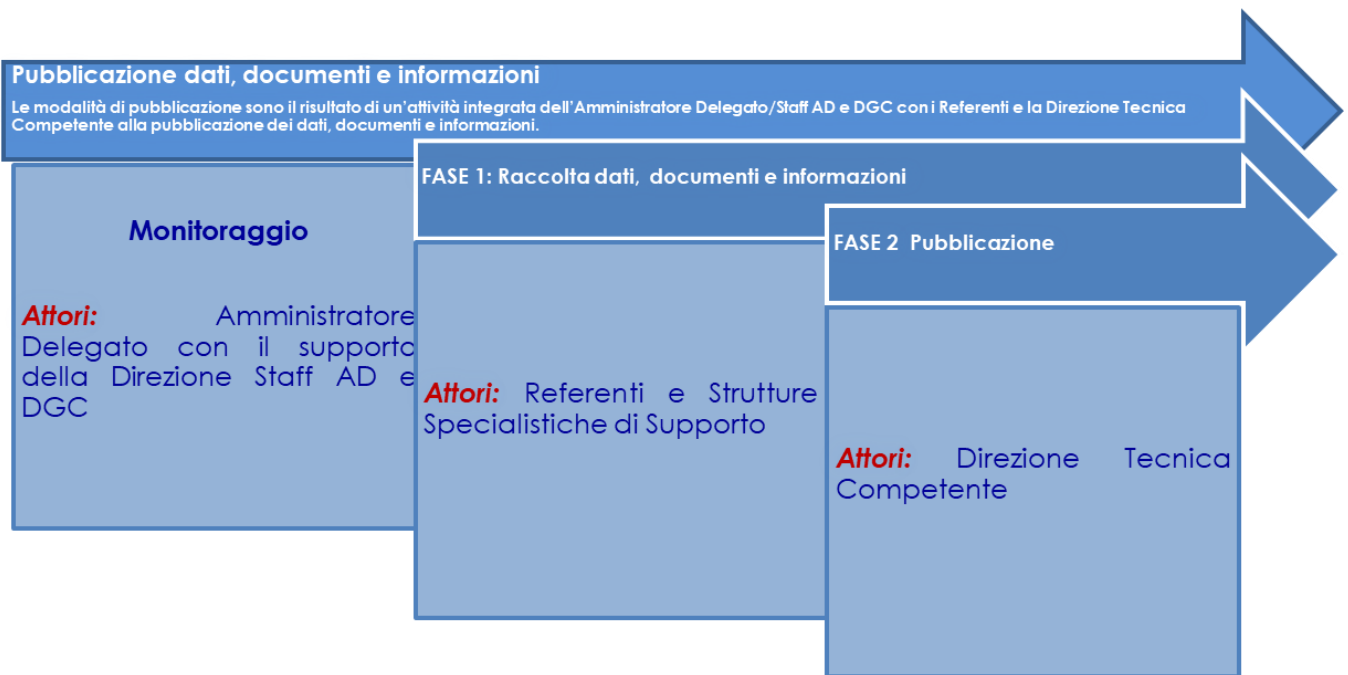 Pubblicazione dati, documenti e informazioni
Le modalità di pubblicazione sono il risultato di un'attività integrata dell'Amministratore Delegato/Staff AD e DGC con i Referenti e la Direzione Tecnica
Competente alla pubblicazione dei dati, documenti e informazioni.
FASE 1: Raccolta dati, documenti e informazioni
FASE 2 Pubblicazione
Monitoraggio
Attori: Amministratore
Delegato con il supporto
della Direzione Staff AD e
DGC
Attori: Referenti e Strutture
Specialistiche di Supporto
Attori: Direzione Tecnica
Competente